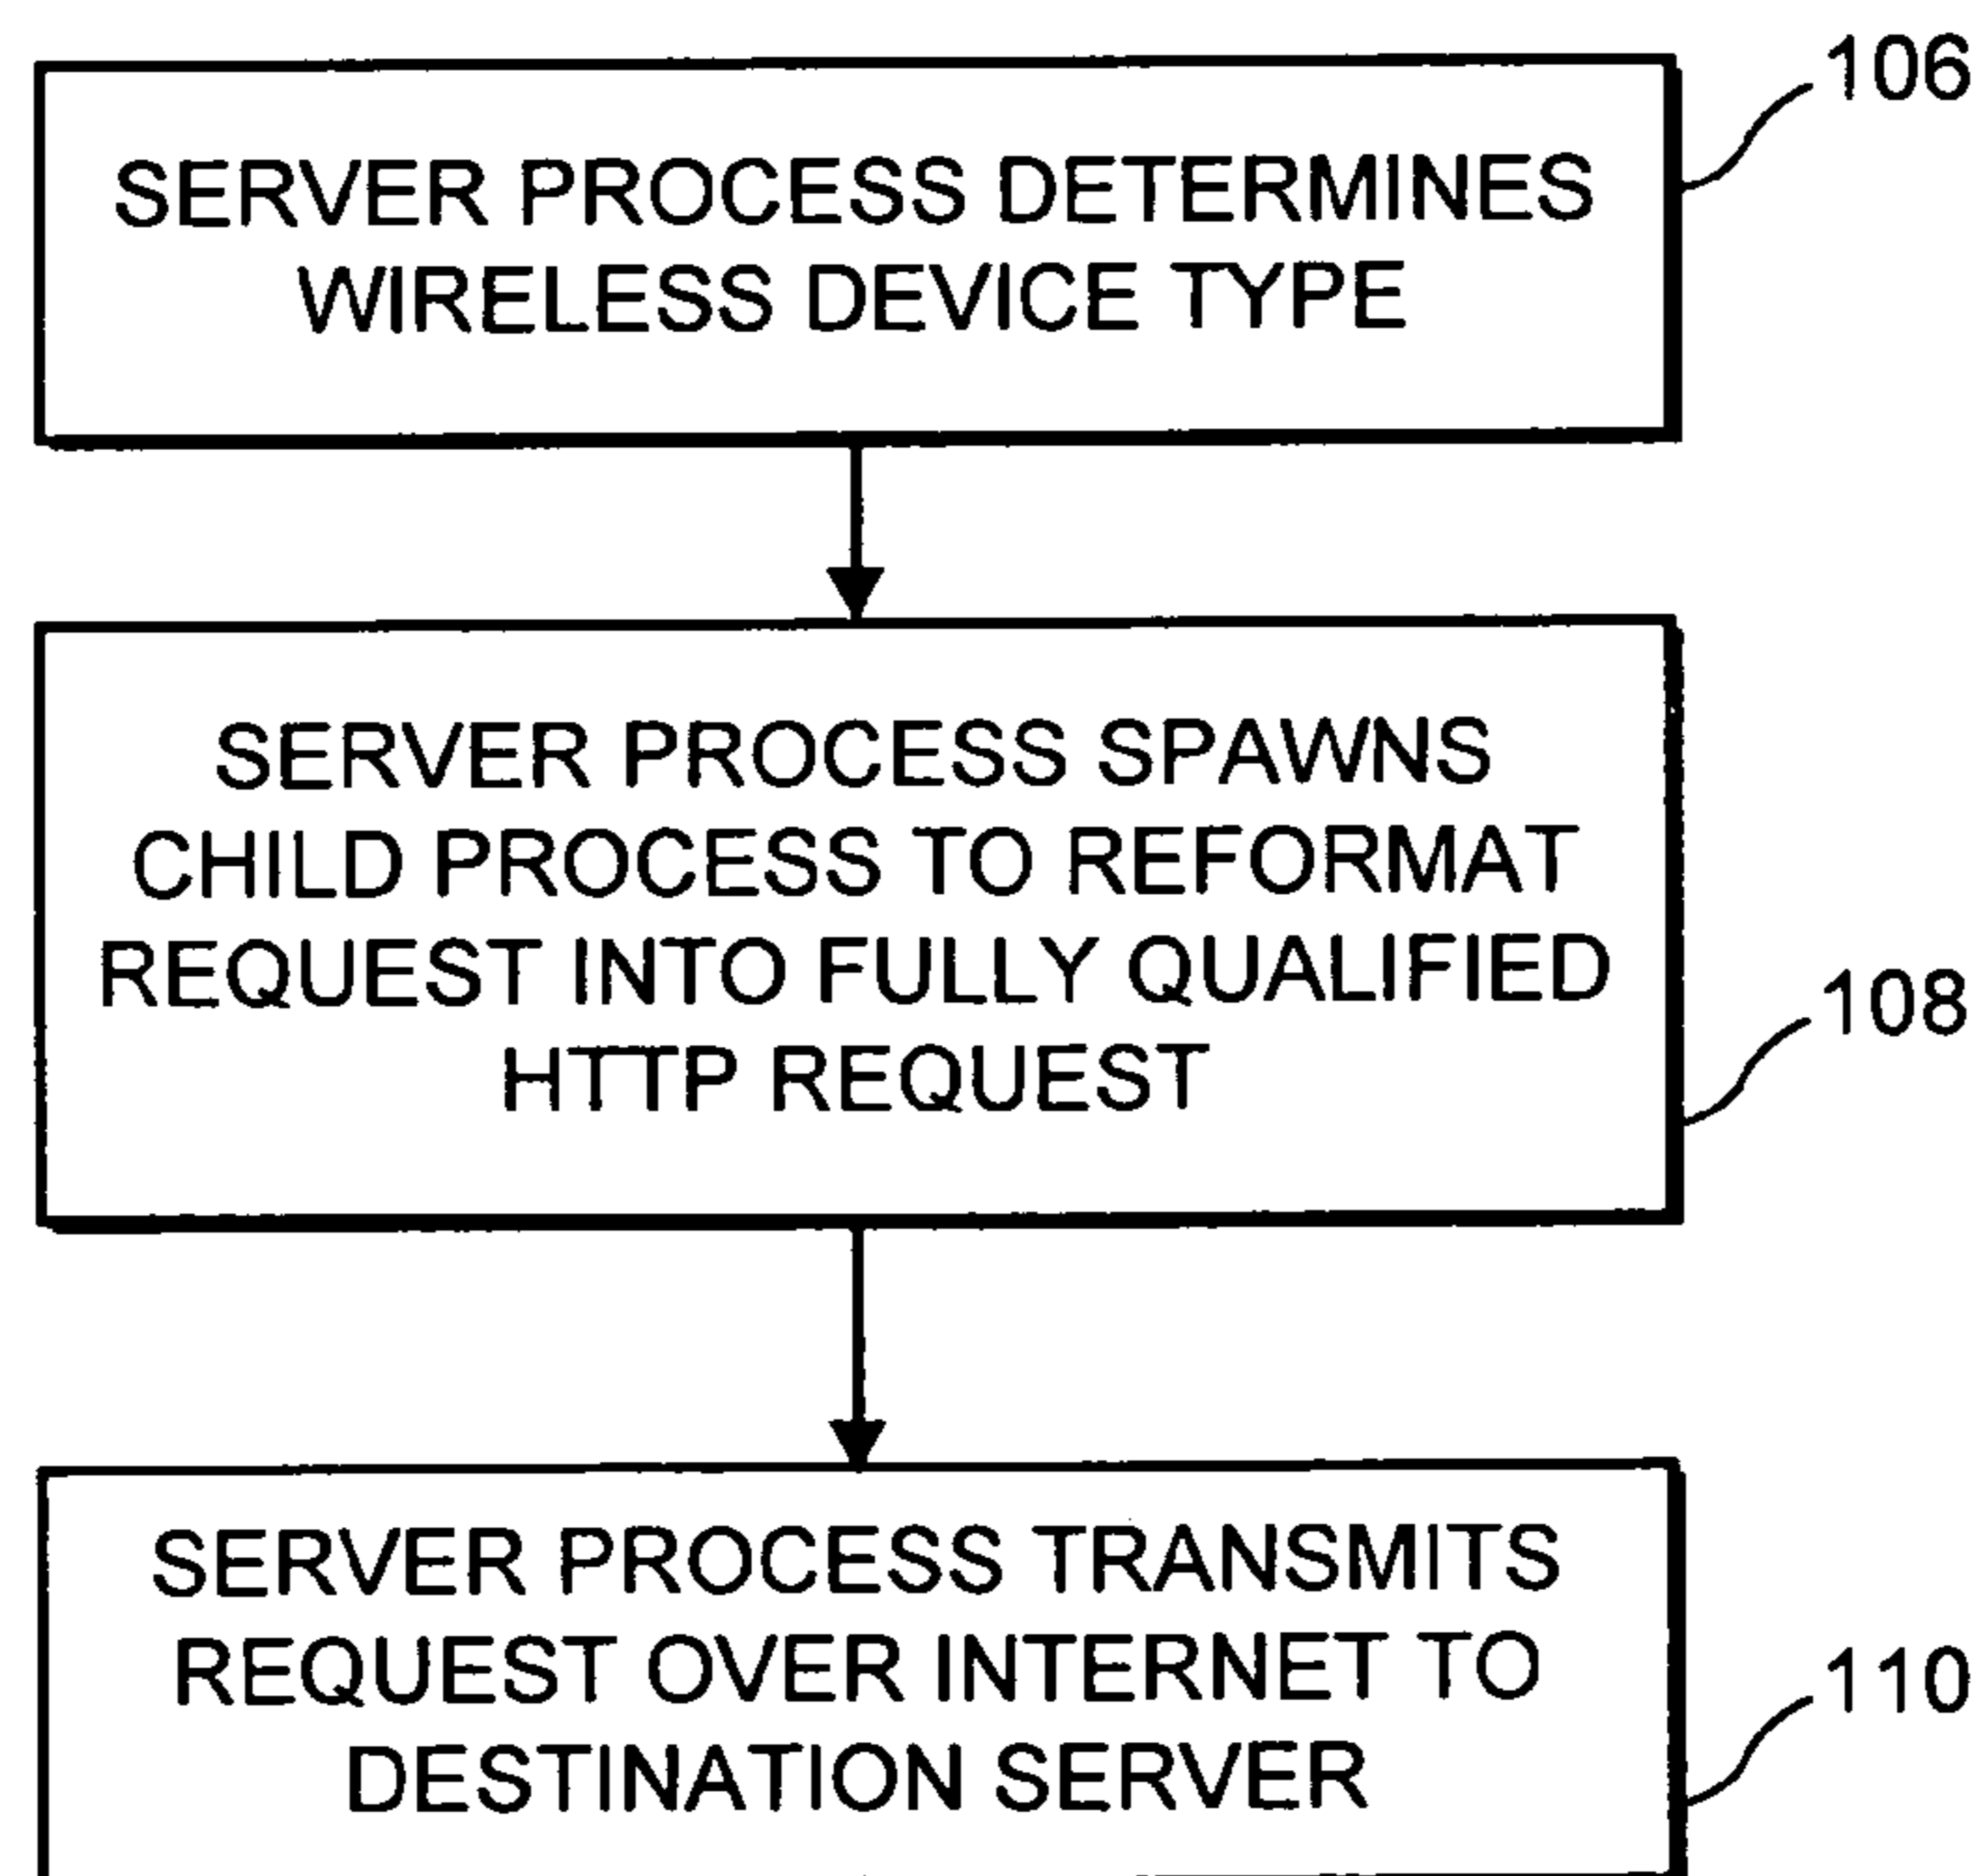 106
SERVER PROCESS DETERMINES
WIRELESS DEVICE TYPE
SERVER PROCESS SPAWNS
CHILD PROCESS TO REFORMAT
REQUEST INTO FULLY QUALIFIED
HTTP REQUEST
108
SERVER PROCESS TRANSMITS
REQUEST OVER INTERNET TO
DESTINATION SERVER
110